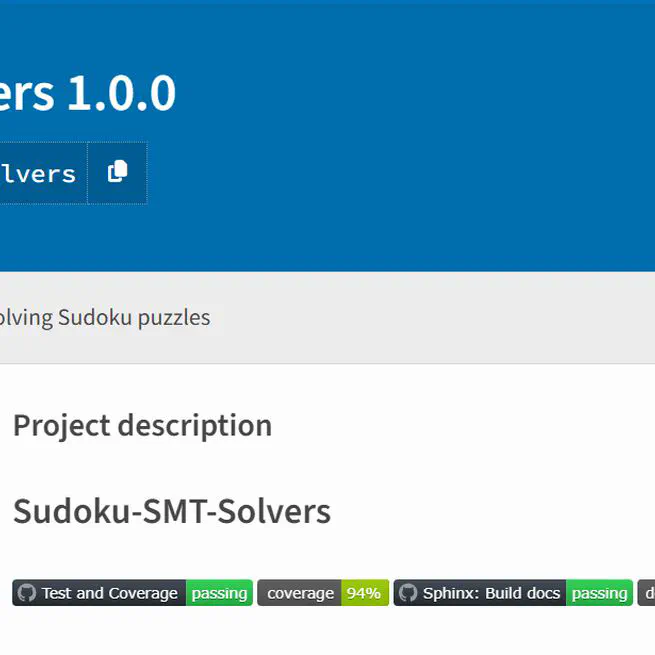 ers 1.0.0
lvers
olving Sudoku puzzles
Project description
Sudoku-SMT-Solvers
Test and Coverage passing coverage 94% Sphinx: Build docs passing d